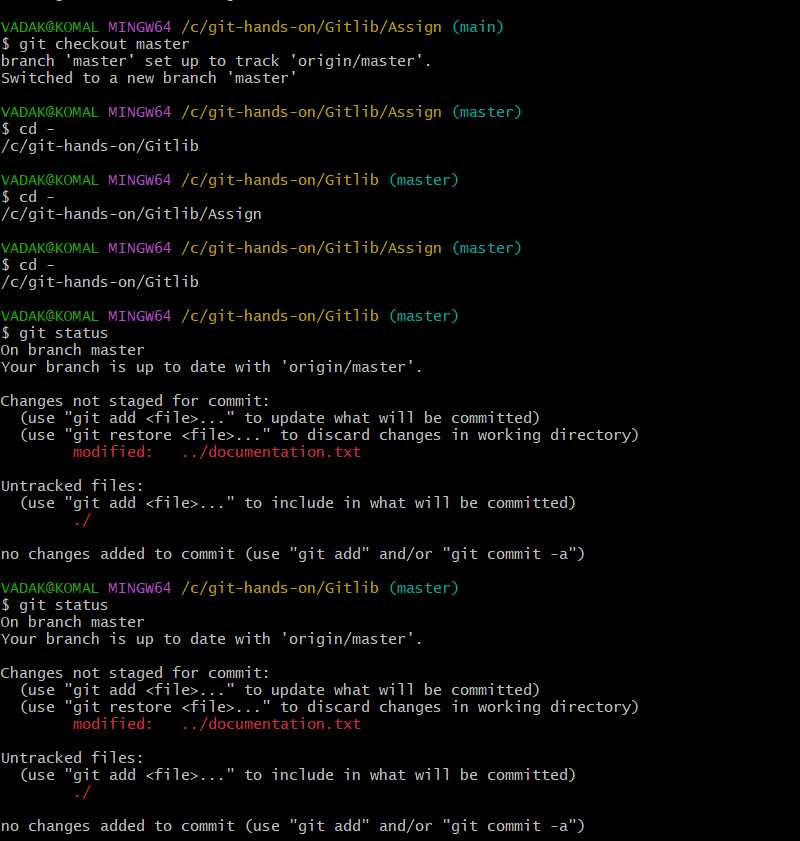 VADAK@KOMAL MINGW64 /c/git-hands-on/Gitlib/Assign (main)
$ git checkout master
branch 'master' set up to track 'origin/master'.
Switched to a new branch 'master'
VADAK@KOMAL MINGW64 /c/git-hands-on/Gitlib/Assign (master)
$ cd -
/c/git-hands-on/Gitlib
VADAK@KOMAL MINGW64 /c/git-hands-on/Gitlib (master)
$ cd -
/c/git-hands-on/Gitlib/Assign
VADAK@KOMAL MINGW64 /c/git-hands-on/Gitlib/Assign (master)
$ cd -
/c/git-hands-on/Gitlib
VADAK@KOMAL MINGW64 /c/git-hands-on/Gitlib (master)
$ git status
On branch master
Your branch is up to date with 'origin/master'.
Changes not staged for commit:
  (use "git add <file>..." to update what will be committed)
  (use "git restore <file>..." to discard changes in working directory)
        modified:   ../documentation.txt
Untracked files:
  (use "git add <file>..." to include in what will be committed)
        ./
no changes added to commit (use "git add" and/or "git commit -a")
VADAK@KOMAL MINGW64 /c/git-hands-on/Gitlib (master)
$ git status
On branch master
Your branch is up to date with 'origin/master'.
Changes not staged for commit:
  (use "git add <file>..." to update what will be committed)
  (use "git restore <file>..." to discard changes in working directory)
        modified:   ../documentation.txt
Untracked files:
  (use "git add <file>..." to include in what will be committed)
        ./
no changes added to commit (use "git add" and/or "git commit -a")